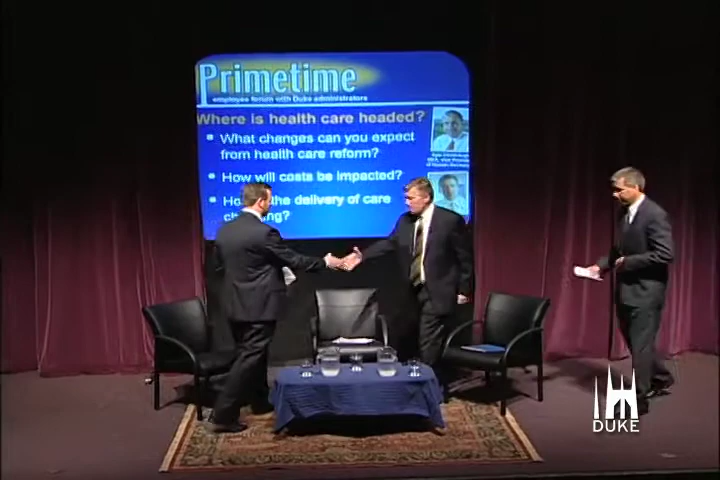 Primetime
employee forum with Duke administrators
Where is health care headed?
What changes can you expect
from health care reform?
How will costs be impacted?
the delivery of care
DUKE